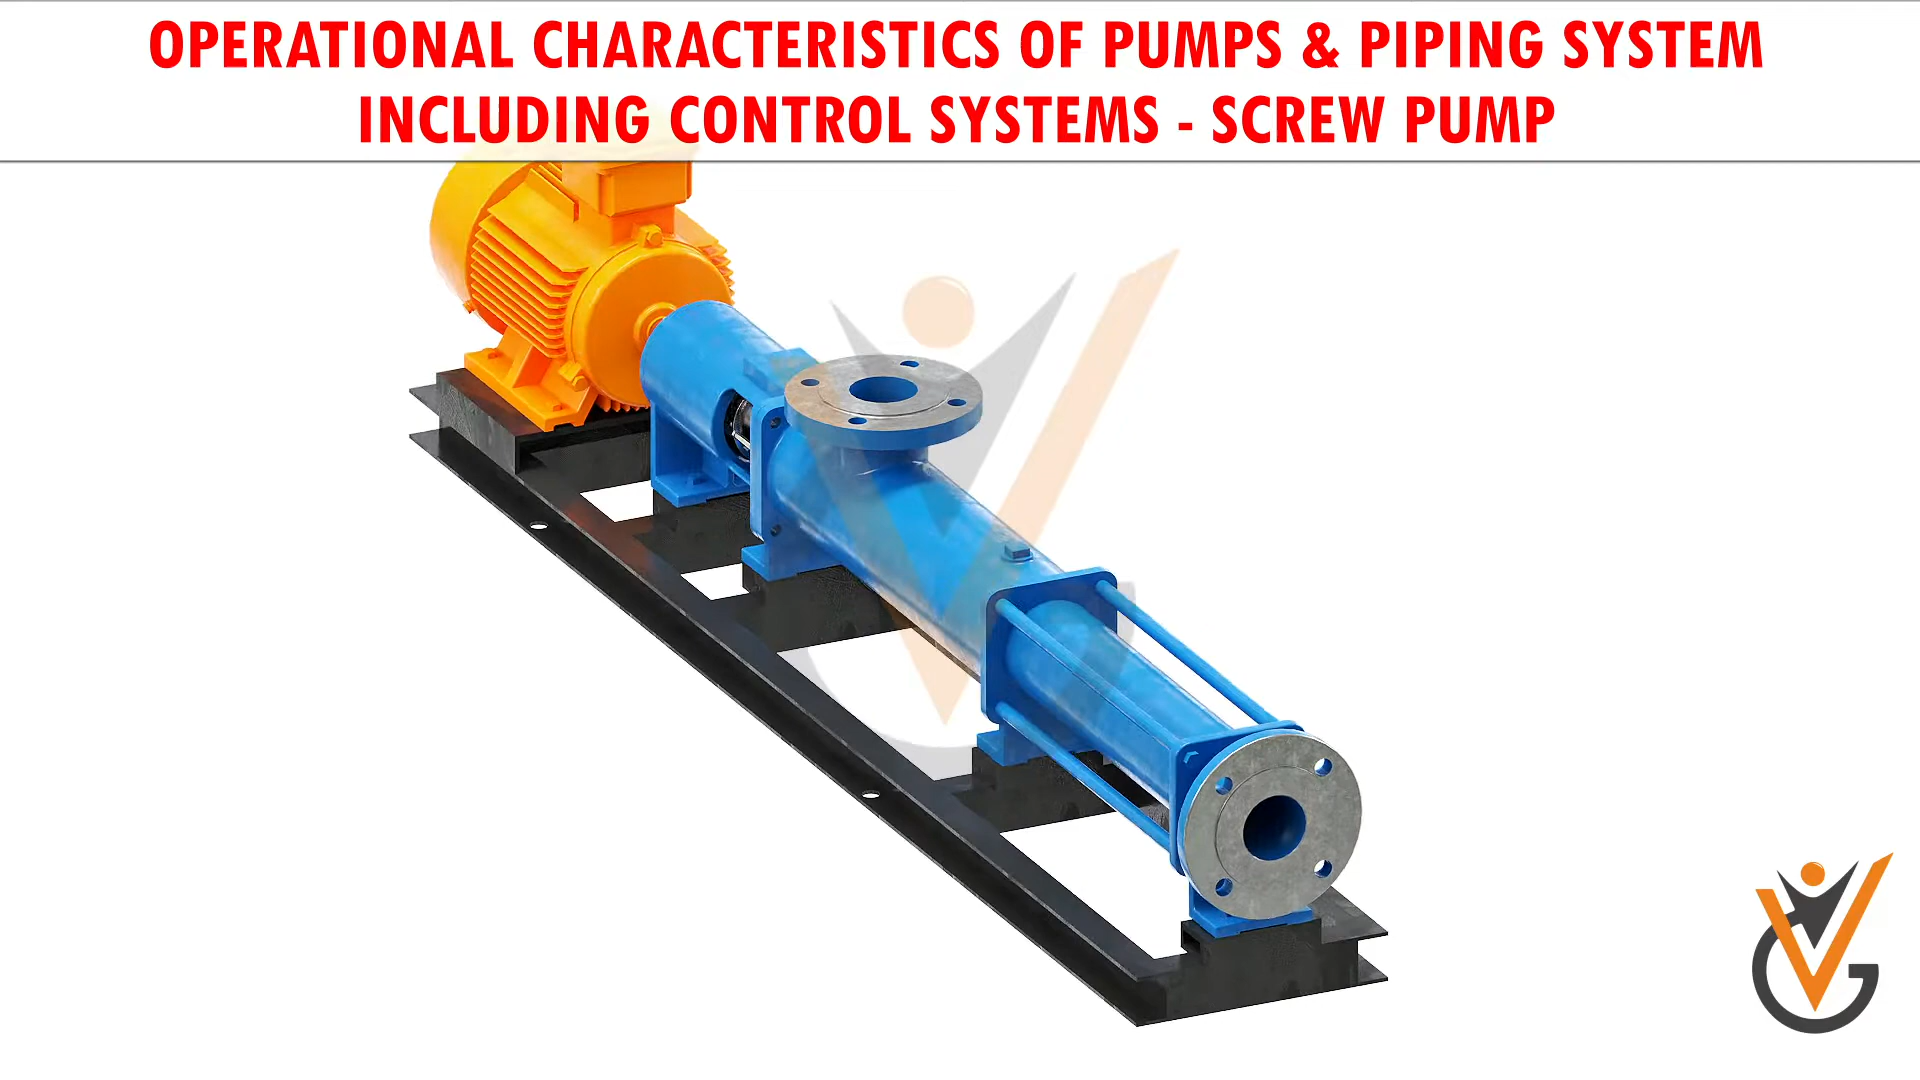 OPERATIONAL CHARACTERISTICS OF PUMPS & PIPING SYSTEM
INCLUDING CONTROL SYSTEMS - SCREW PUMP